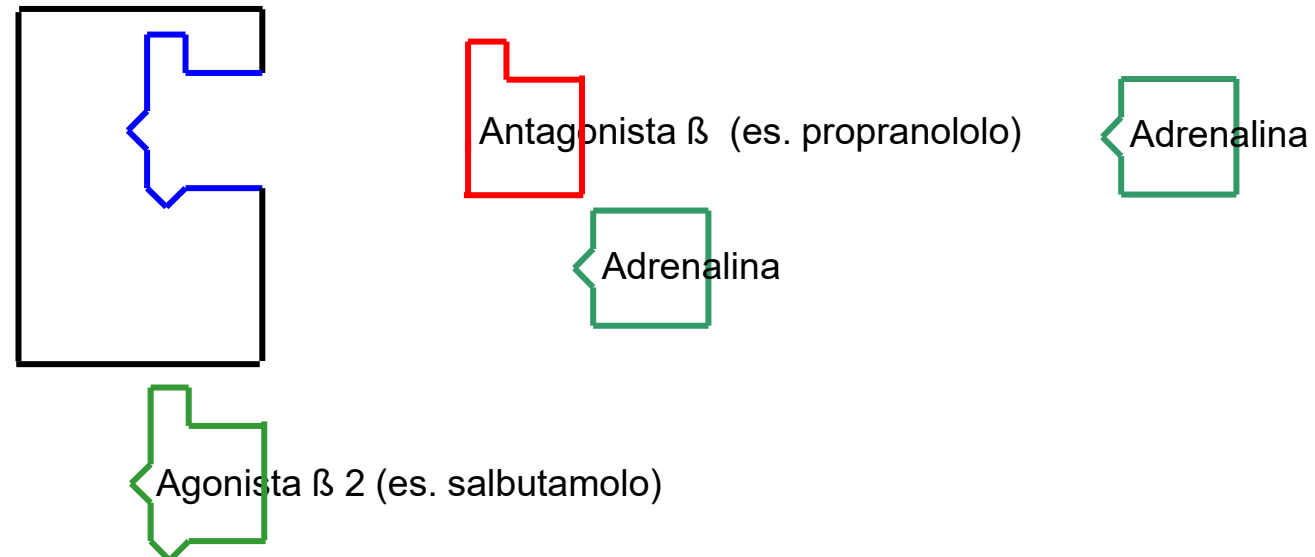 Antagonista ß  (es. propranololo)
Adrenalina
Adrenalina
Agonista ß 2 (es. salbutamolo)